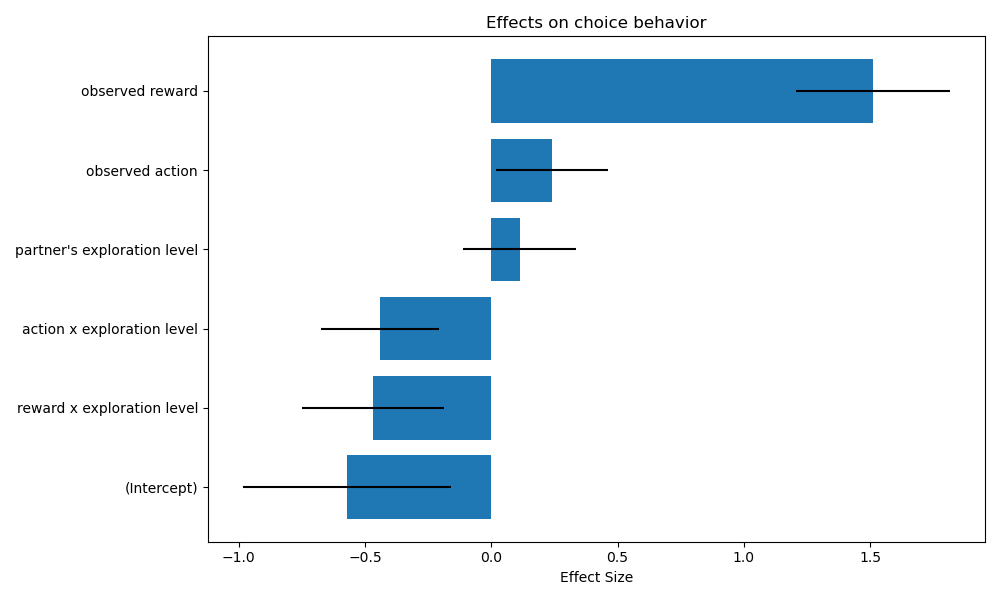 Effects on choice behavior
observed reward
observed action
partner's exploration level
action x exploration level
reward x exploration level
(Intercept)
−1.0 −0.5 0.0 0.5 1.0 1.5
Effect Size